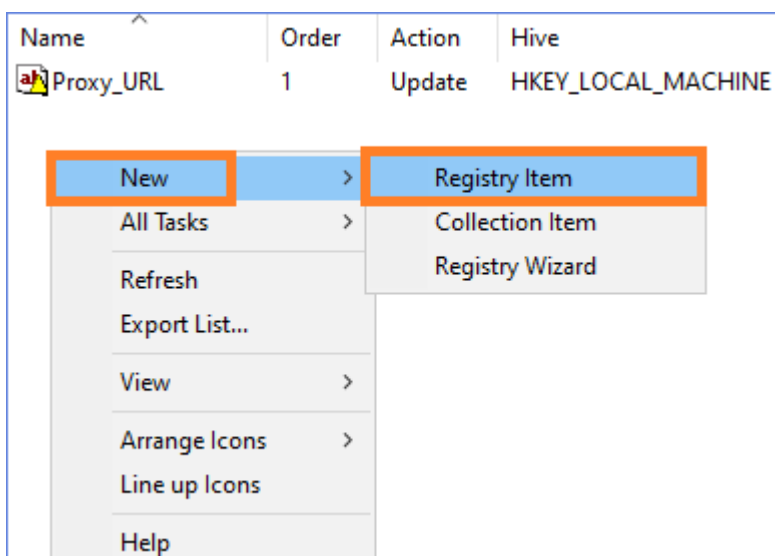 Name Order Action Hive
Proxy_URL 1 Update HKEY_LOCAL_MACHINE
New > Registry Item
All Tasks > Collection Item
Refresh Registry Wizard
Export List...
View >
Arrange Icons >
Line up Icons
Help